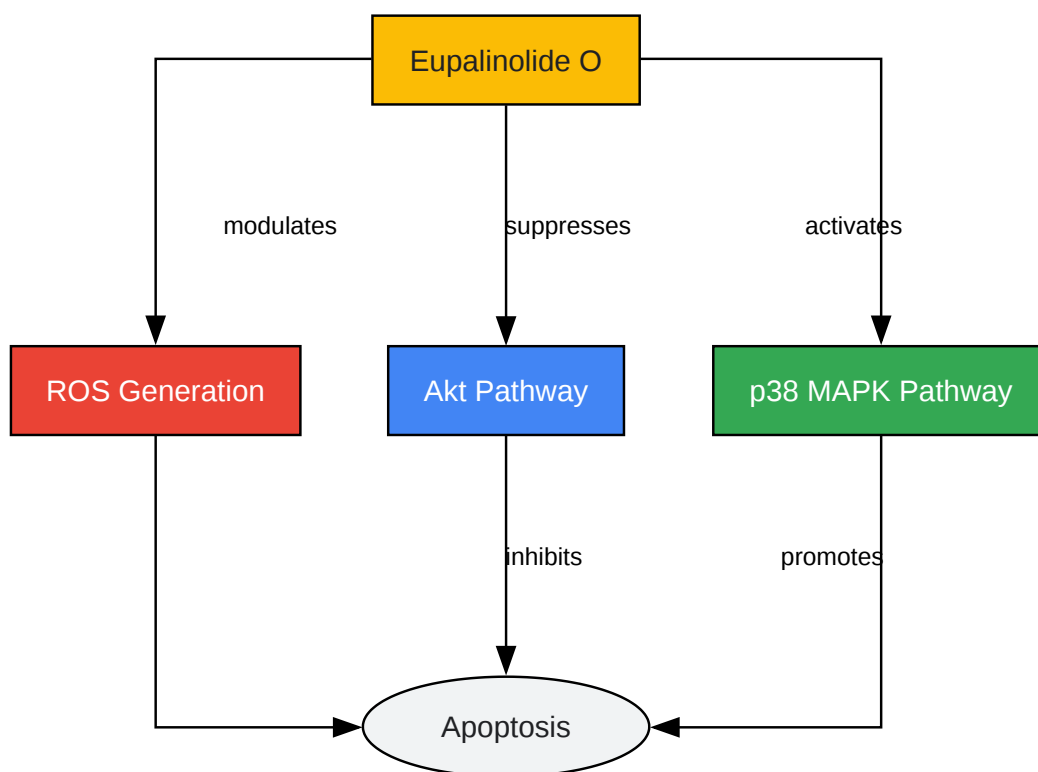 Eupalinolide O
modulates
suppresses
activates
ROS Generation
Akt Pathway
p38 MAPK Pathway
inhibits
promotes
Apoptosis